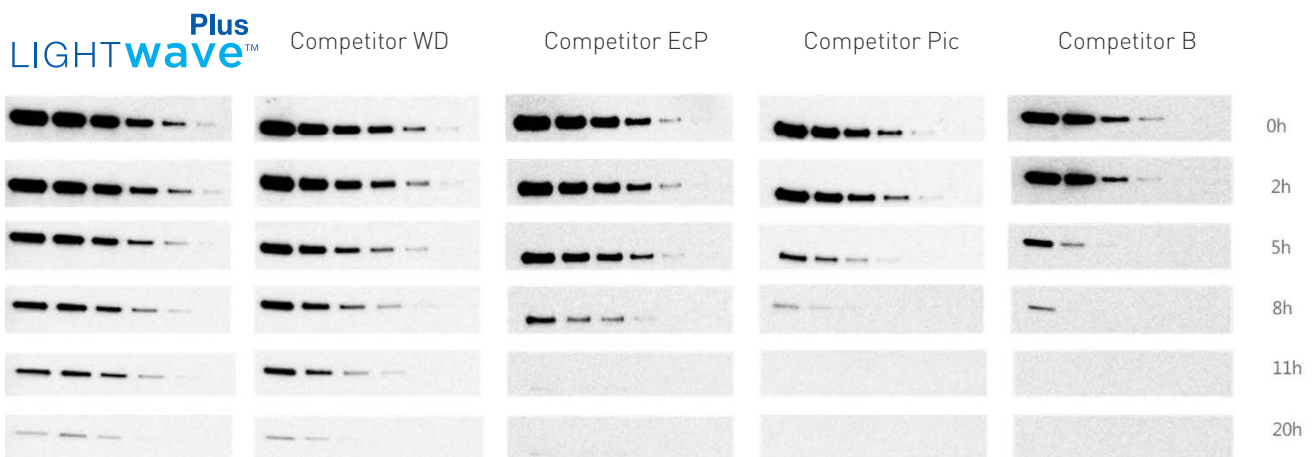 Plus
LIGHTwave™
Competitor WD
Competitor EcP
Competitor Pic
Competitor B
0h
2h
5h
8h
11h
20h